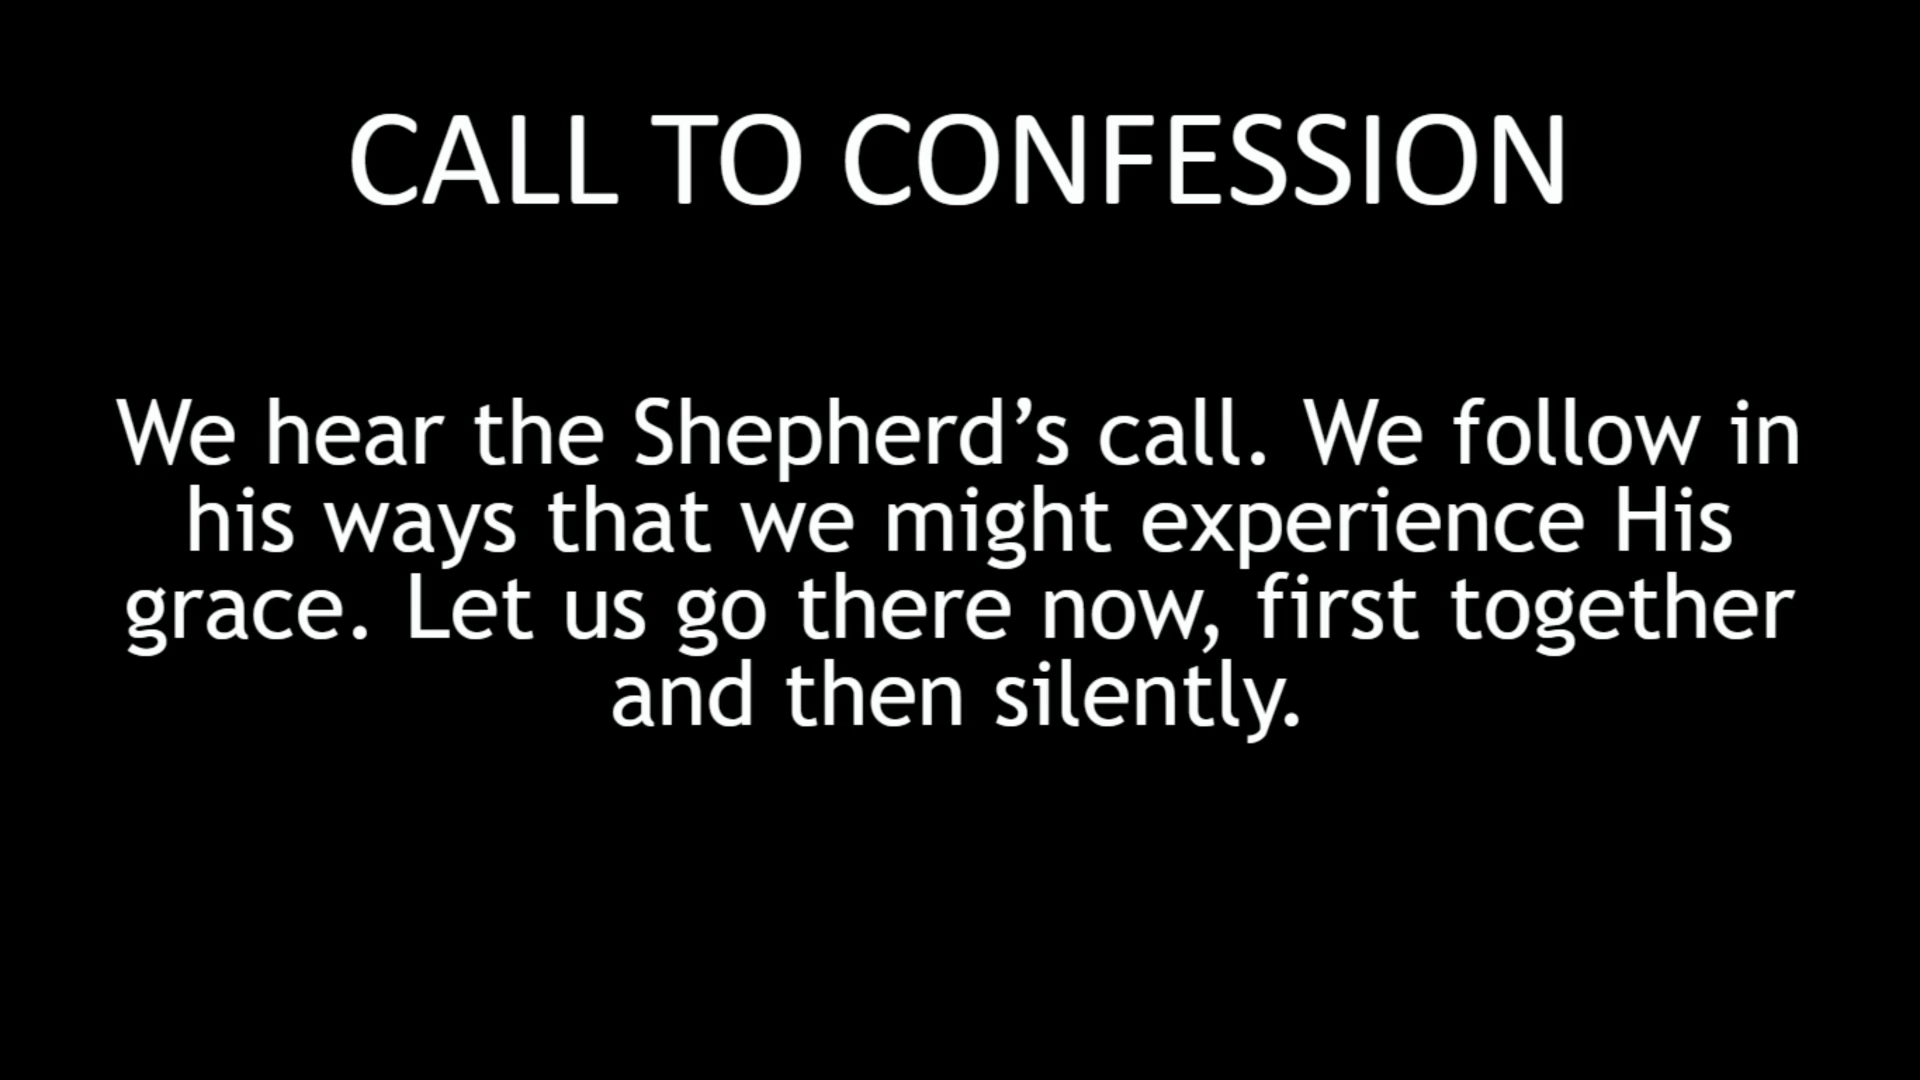 CALL TO CONFESSION
We hear the Shepherd’s call. We follow in
his ways that we might experience His
grace. Let us go there now, first together
and then silently.